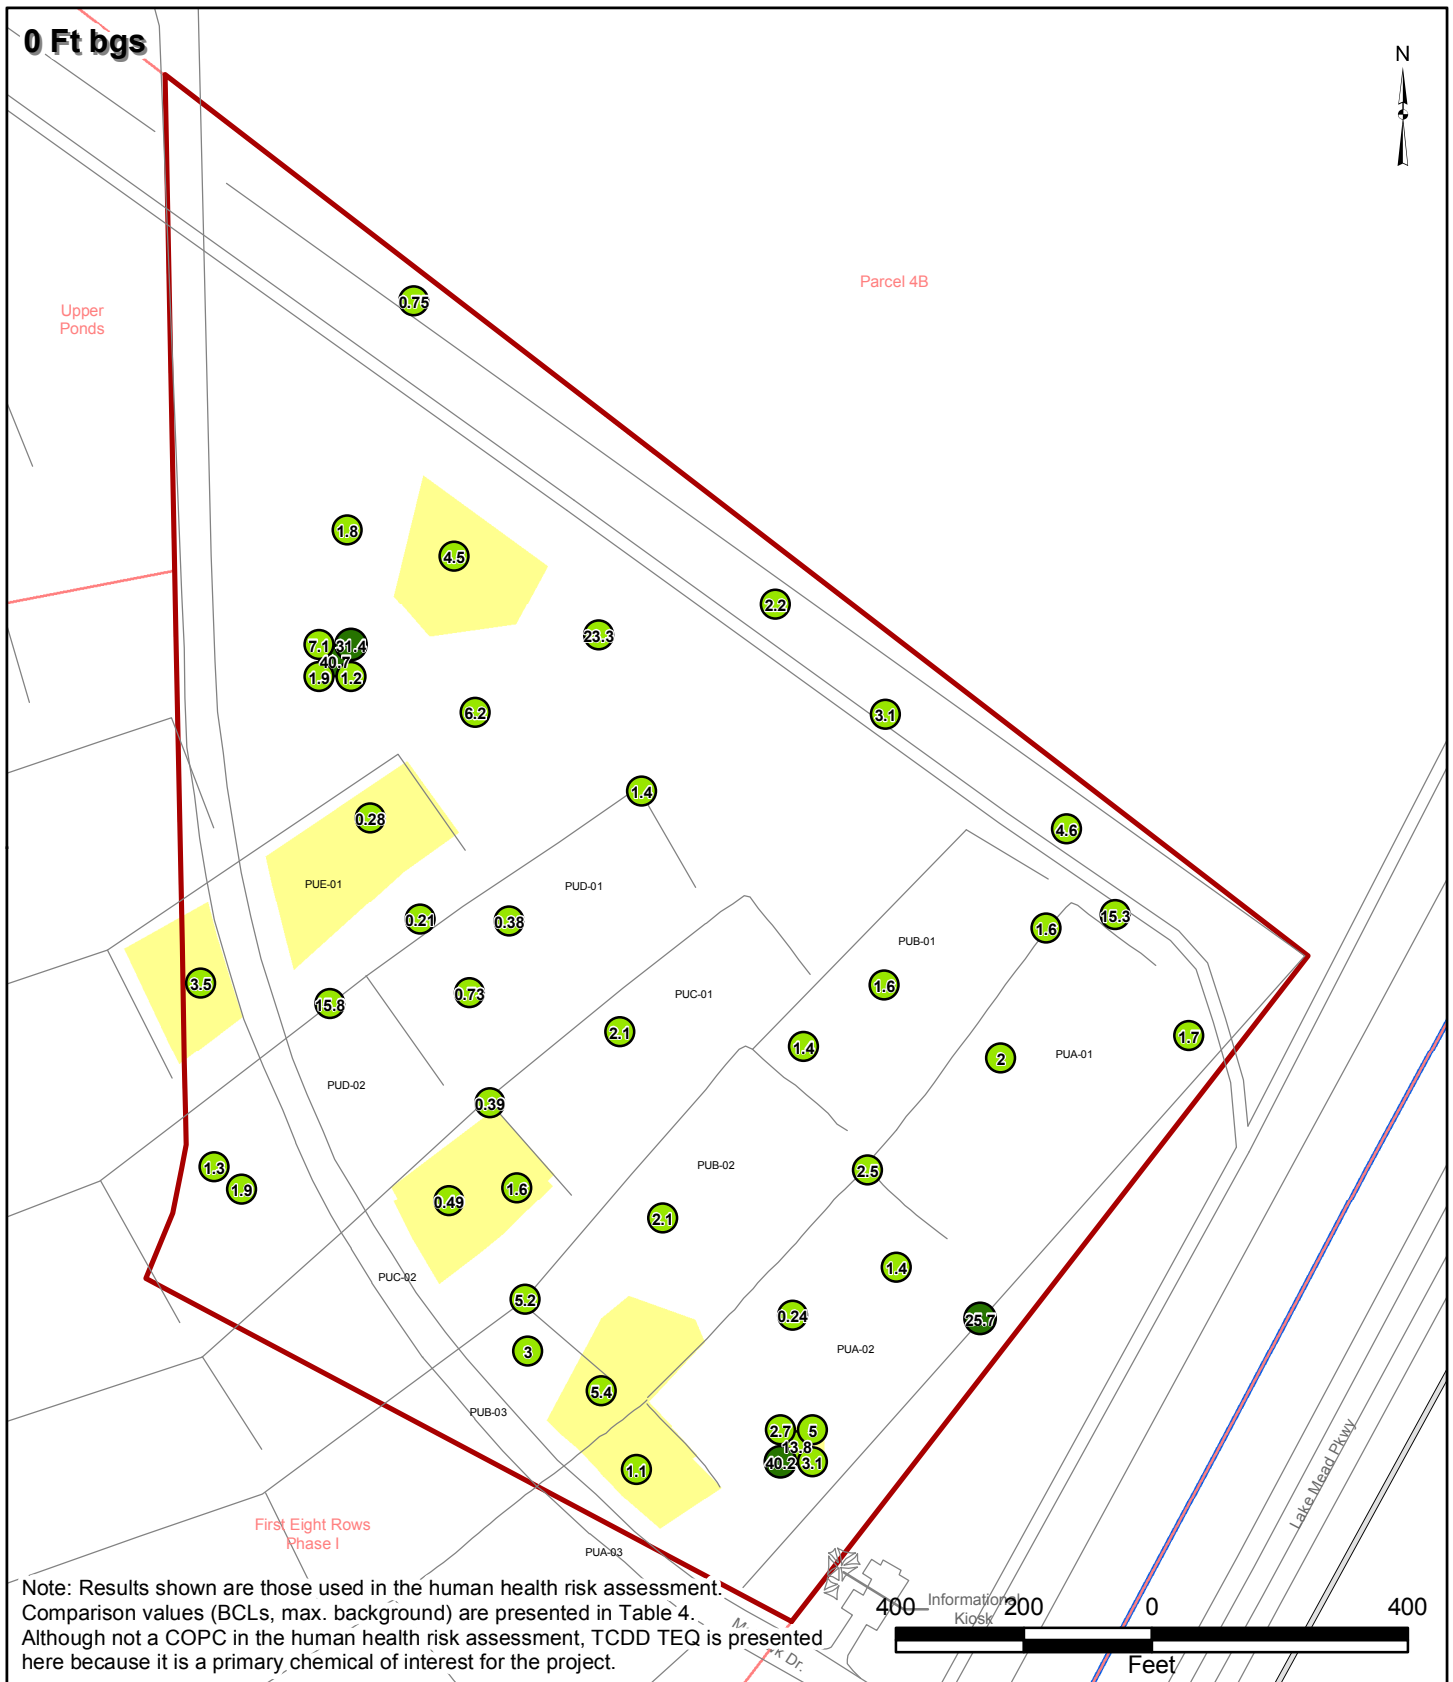 0 Ft bgs
N
Parcel 4B
Upper
Ponds
0.75
1.8
4.5
2.2
23.3
7.1
31.4
40.7
1.9
1.2
6.2
3.1
1.4
0.28
4.6
PUE-01
PUD-01
0.21
0.38
15.3
1.6
PUB-01
3.5
0.73
1.6
PUC-01
15.8
2.1
1.4
1.7
2
PUA-01
PUD-02
0.39
1.3
1.9
PUB-02
2.5
0.49
1.6
2.1
PUC-02
1.4
5.2
0.24
25.7
3
PUA-02
5.4
PUB-03
2.7
5
13.8
40.2
3.1
1.1
Lake Mead Pkwy
First Eight Rows
Phase I
PUA-03
Informational
Kiosk
Note: Results shown are those used in the human health risk assessment.
Comparison values (BCLs, max. background) are presented in Table 4.
Although not a COPC in the human health risk assessment, TCDD TEQ is presented
here because it is a primary chemical of interest for the project.
Dr.
400 200 0 400
Feet